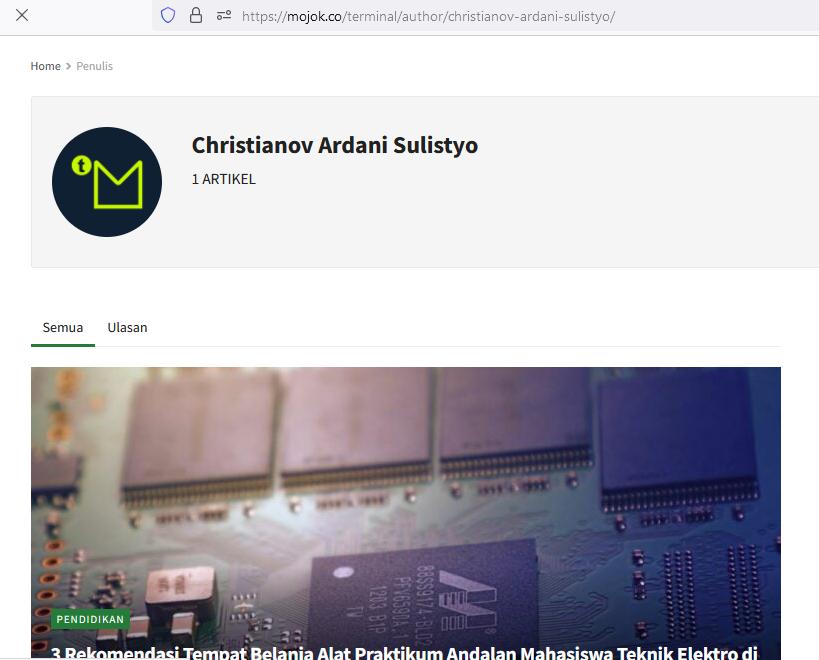 https://mojok.co/terminal/author/christianov-ardani-sulistyo/
Home > Penulis
Christianov Ardani Sulistyo
1 ARTIKEL
Semua Ulasan
PENDIDIKAN
3 Rekomendasi Tempat Belanja Alat Praktikum Andalan Mahasiswa Teknik Elektro di